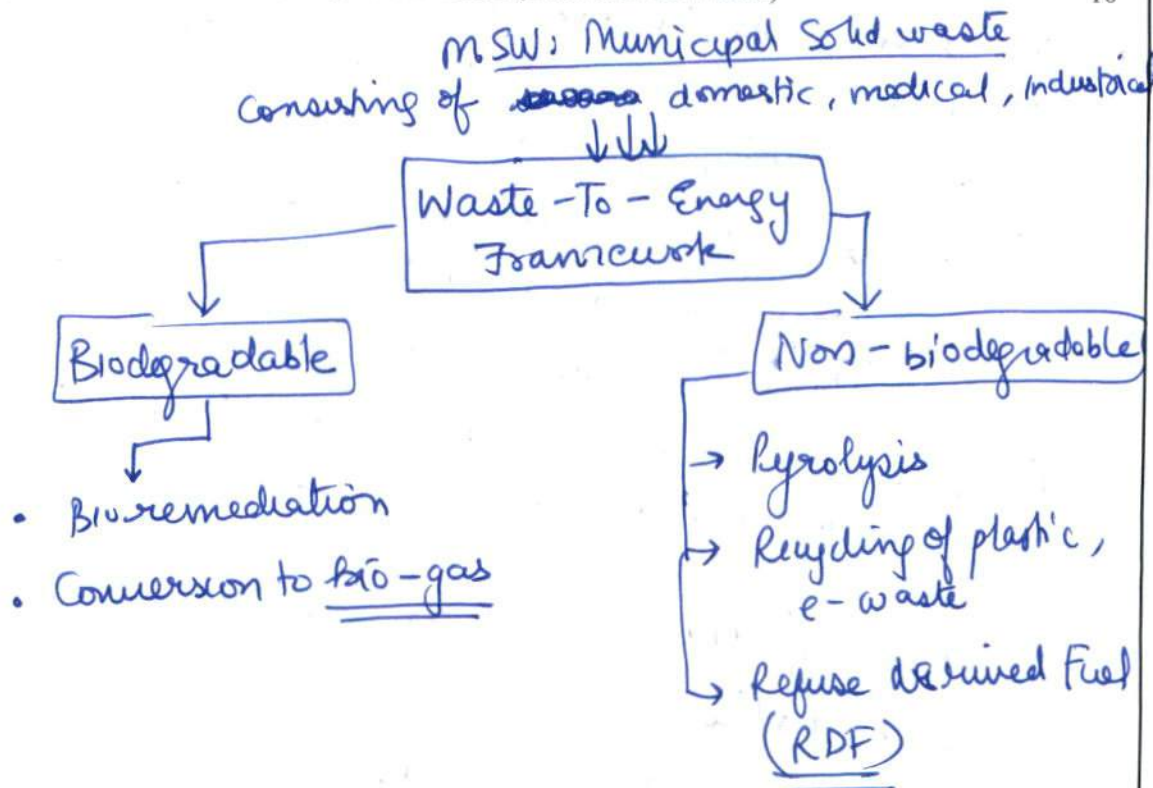 MSW: Municipal Solid waste
Consisting of domestic, medical, industrial
Waste-To-Energy
Framework
Biodegradable
Non-biodegradable
• Bioremediation
• Conversion to bio-gas
→ Pyrolysis
→ Recycling of plastic,
e-waste
→ Refuse derived Fuel
(RDF)